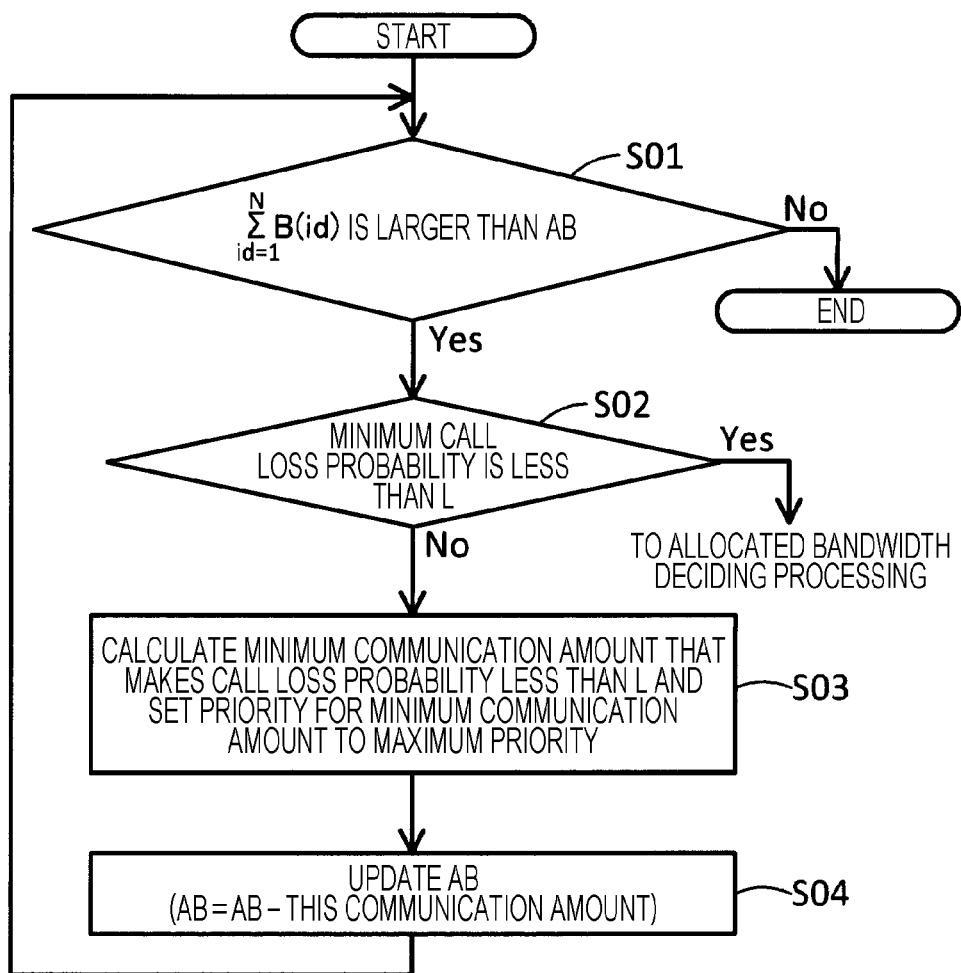 START
S01
N
∑ B(id) IS LARGER THAN AB
id=1
No
END
Yes
S02
MINIMUM CALL
LOSS PROBABILITY IS LESS
THAN L
Yes
No
TO ALLOCATED BANDWIDTH
DECIDING PROCESSING
CALCULATE MINIMUM COMMUNICATION AMOUNT THAT
MAKES CALL LOSS PROBABILITY LESS THAN L AND
SET PRIORITY FOR MINIMUM COMMUNICATION
AMOUNT TO MAXIMUM PRIORITY
S03
UPDATE AB
(AB = AB – THIS COMMUNICATION AMOUNT)
S04